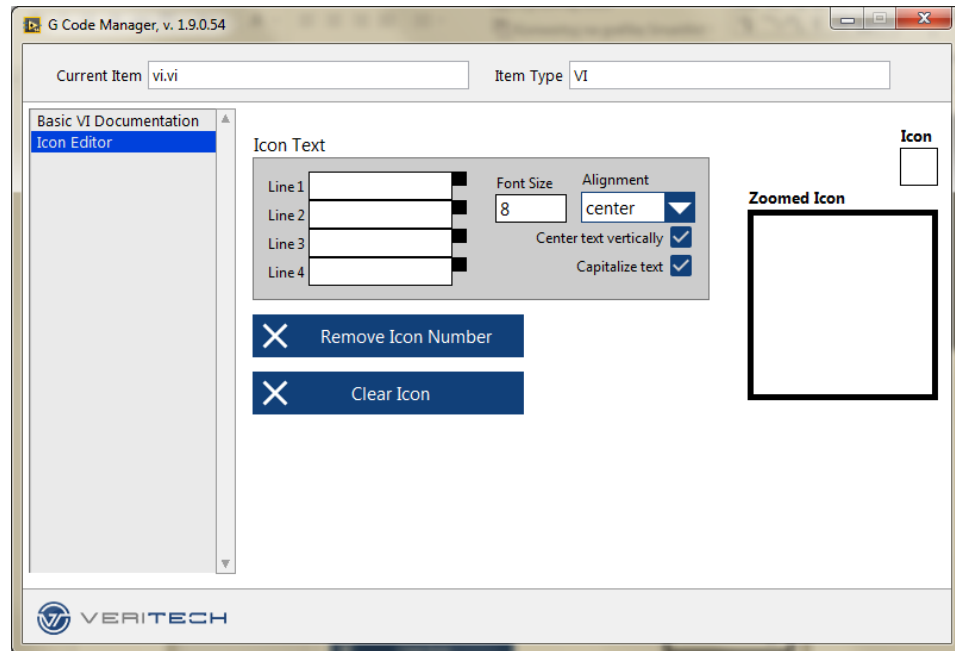 G Code Manager, v. 1.9.0.54
Current Item vi.vi Item Type VI
Basic VI Documentation
Icon Editor
Icon Text
Icon
Line 1 Font Size Alignment
Line 2 8 center
Line 3 Center text vertically
Line 4 Capitalize text
Zoomed Icon
Remove Icon Number
Clear Icon
VERITECH